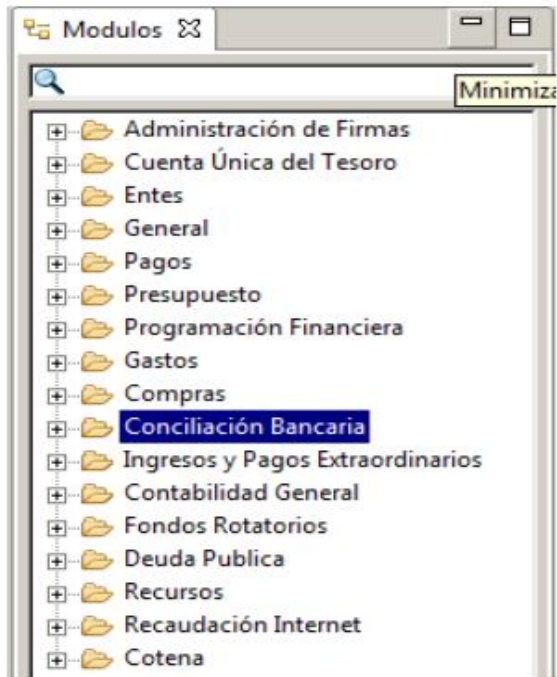 Modulos
Minimiza
Administración de Firmas
Cuenta Única del Tesoro
Entes
General
Pagos
Presupuesto
Programación Financiera
Gastos
Compras
Conciliación Bancaria
Ingresos y Pagos Extraordinarios
Contabilidad General
Fondos Rotatorios
Deuda Publica
Recursos
Recaudación Internet
Cotena